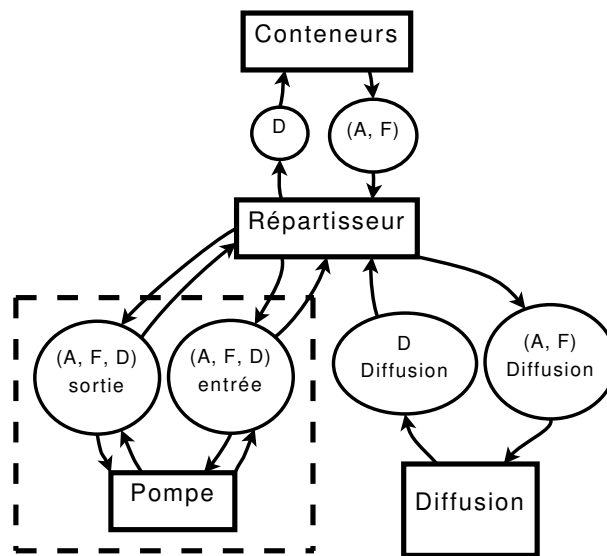 Conteneurs
D
(A, F)
Répartisseur
(A, F, D)
sortie
(A, F, D)
entrée
D
Diffusion
(A, F)
Diffusion
Pompe
Diffusion